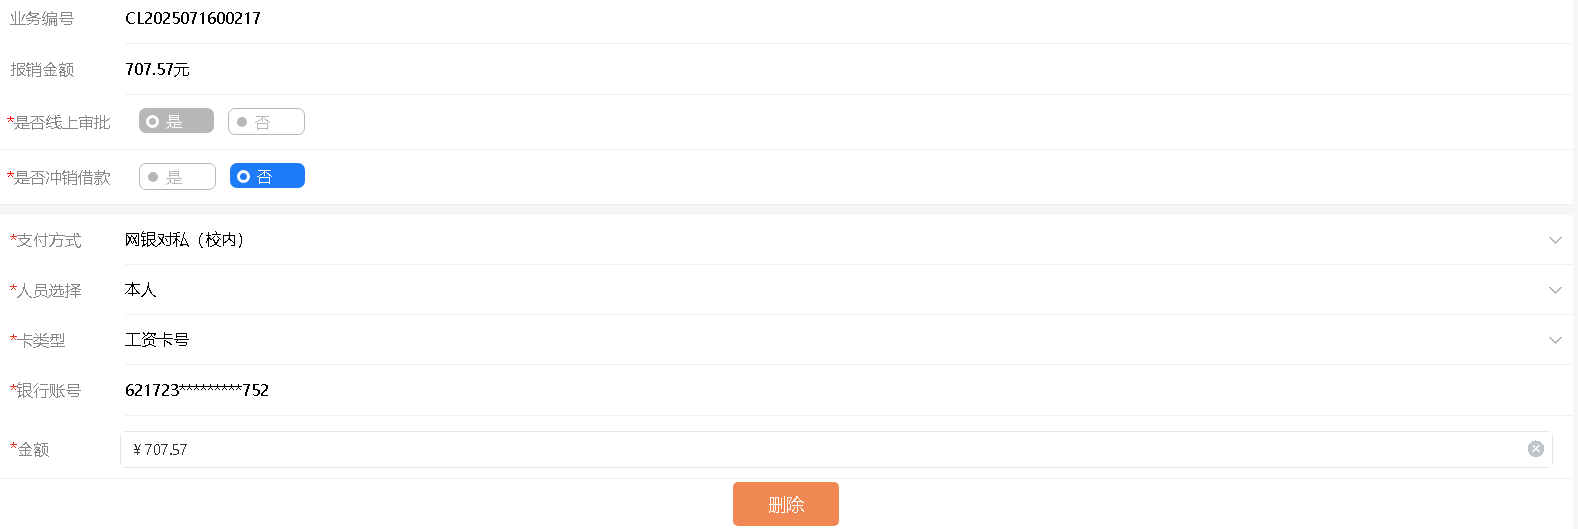 业务编号 CL2025071600217
报销金额 707.57元
*是否线上审批 是 否
*是否冲销借款 是 否
*支付方式 网银对私（校内）
*人员选择 本人
*卡类型 工资卡号
*银行账号 621723*********752
*金额 ¥ 707.57
删除